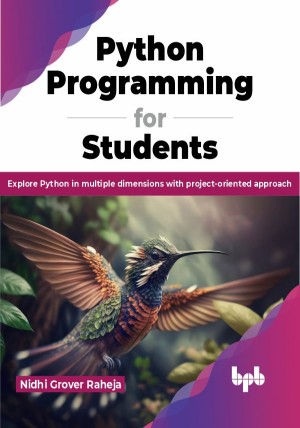 Python
Programming
for
Students
Explore Python in multiple dimensions with project-oriented approach
Nidhi Grover Raheja
bpb